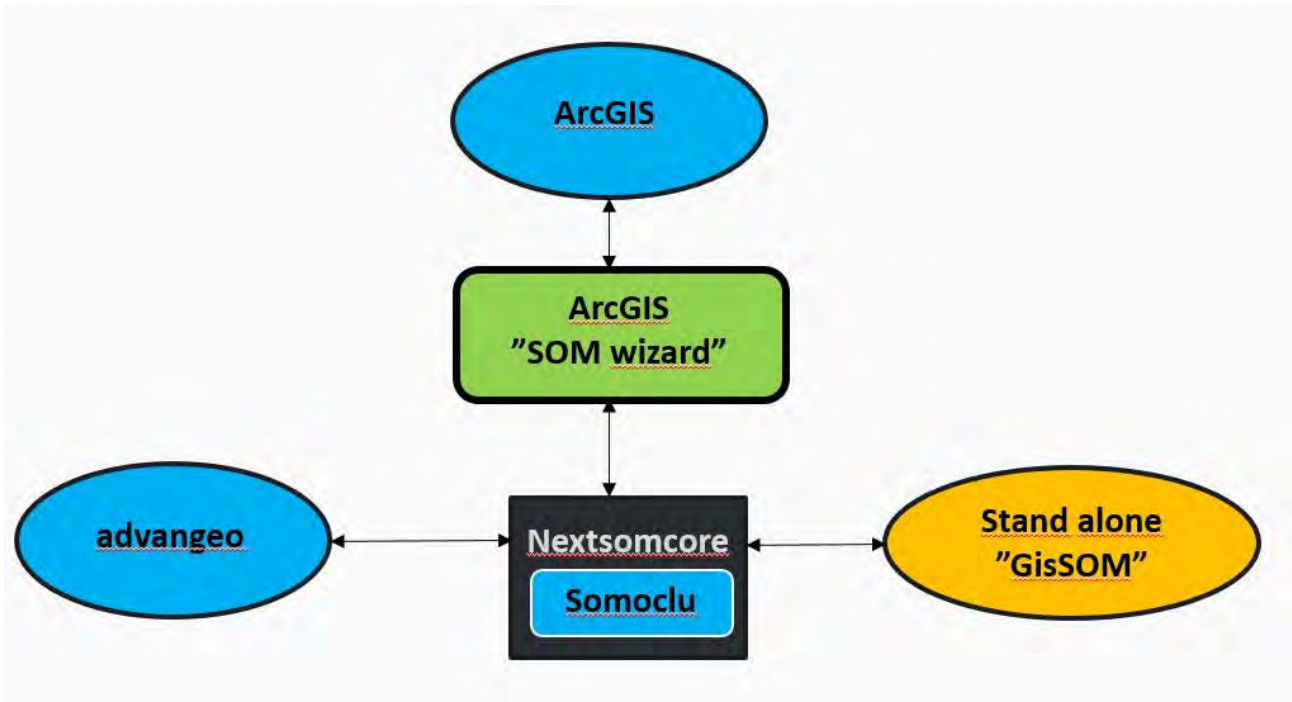 ArcGIS
ArcGIS
”SOM wizard”
advangeo
Nextsomcore
Somoclu
Stand alone
”GisSOM”